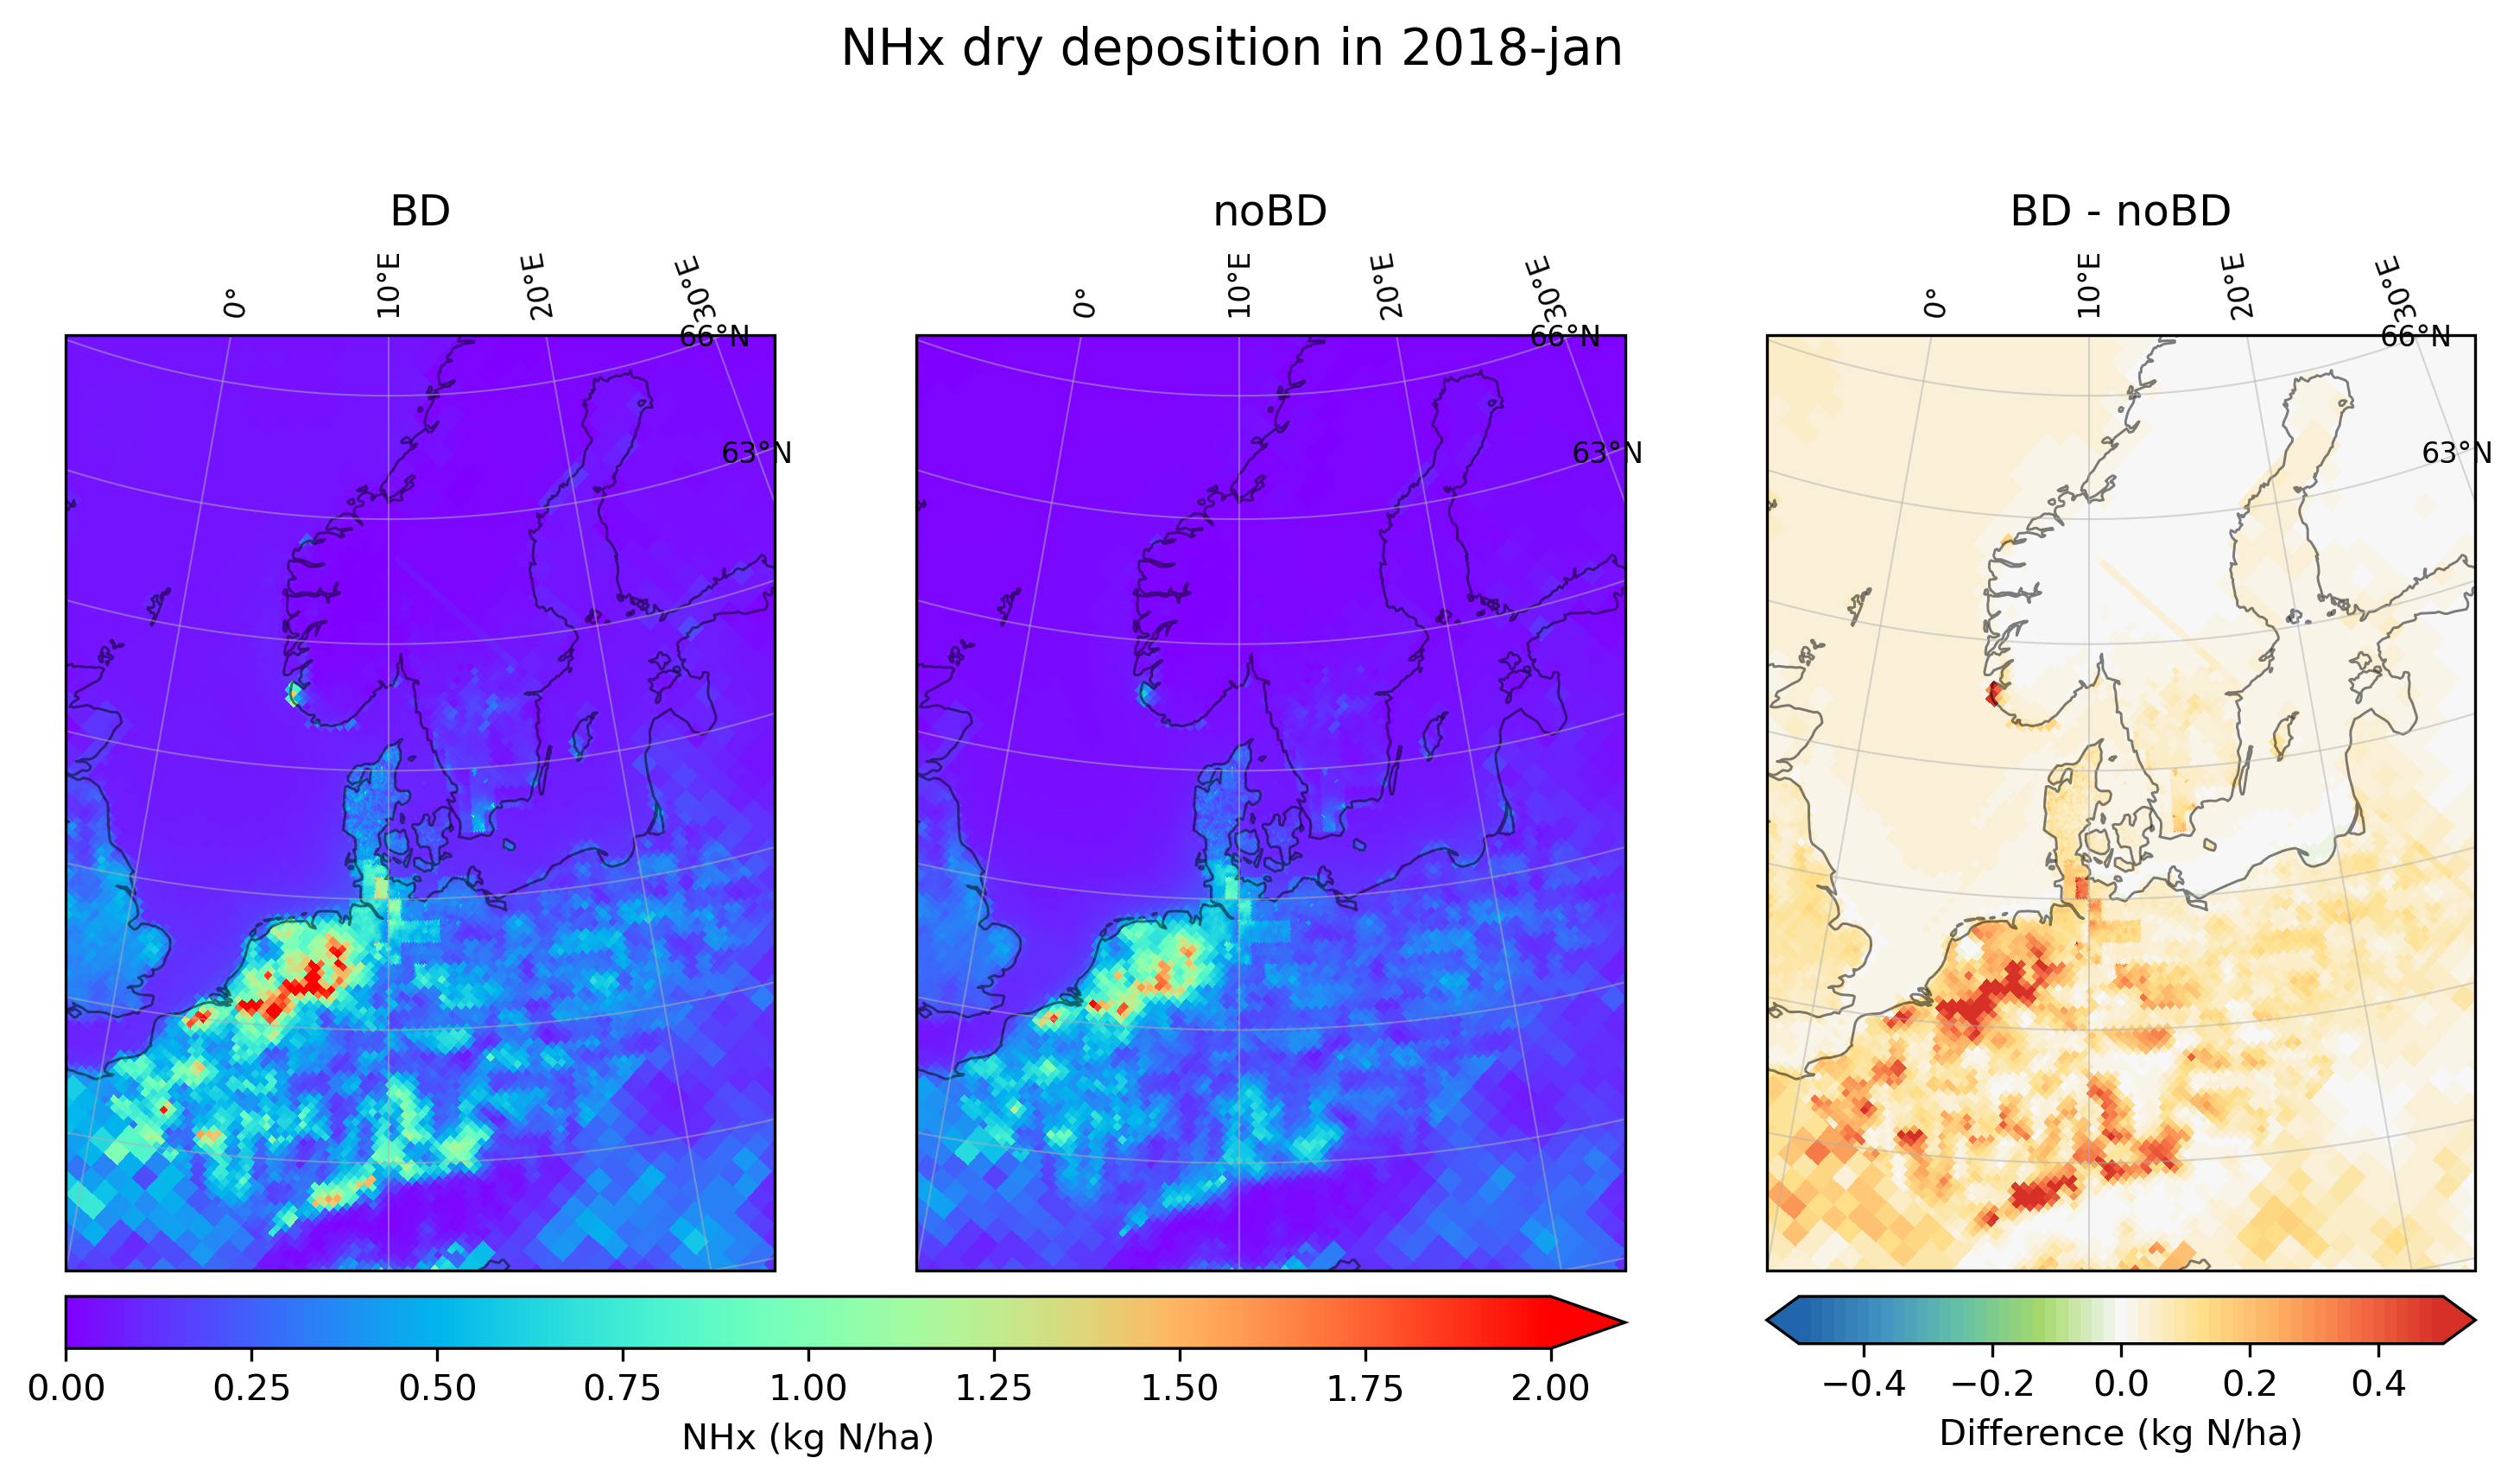 NHx dry deposition in 2018-jan
BD
noBD
BD - noBD
0°
10°E
20°E
30°E
66°N
63°N
0°
10°E
20°E
30°E
66°N
63°N
0°
10°E
20°E
30°E
66°N
63°N
0.00 0.25 0.50 0.75 1.00 1.25 1.50 1.75 2.00
NHx (kg N/ha)
−0.4 −0.2 0.0 0.2 0.4
Difference (kg N/ha)